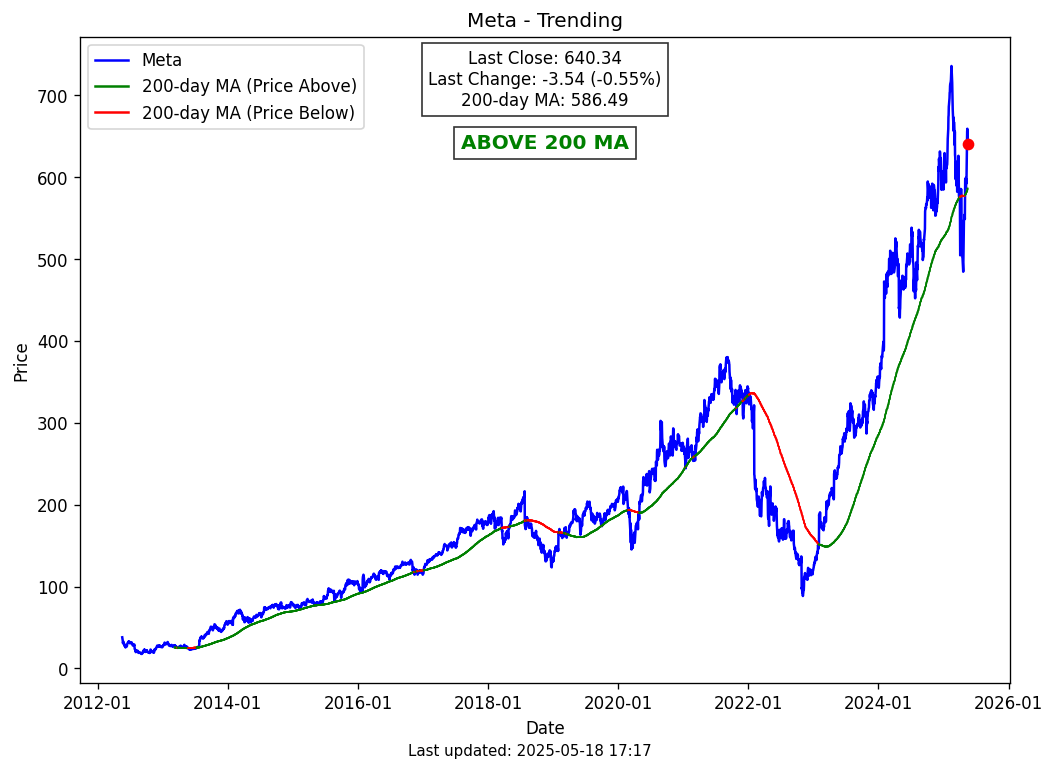 Meta - Trending
Meta
200-day MA (Price Above)
200-day MA (Price Below)
Last Close: 640.34
Last Change: -3.54 (-0.55%)
200-day MA: 586.49
ABOVE 200 MA
Price
700
600
500
400
300
200
100
0
2012-01 2014-01 2016-01 2018-01 2020-01 2022-01 2024-01 2026-01
Date
Last updated: 2025-05-18 17:17